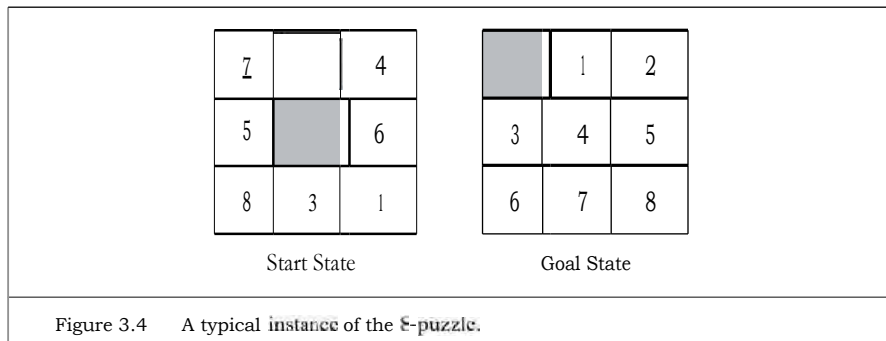 7 4 1 2
5 6 3 4 5
8 3 1 6 7 8
Start State Goal State
Figure 3.4 A typical instance of the 8-puzzle.